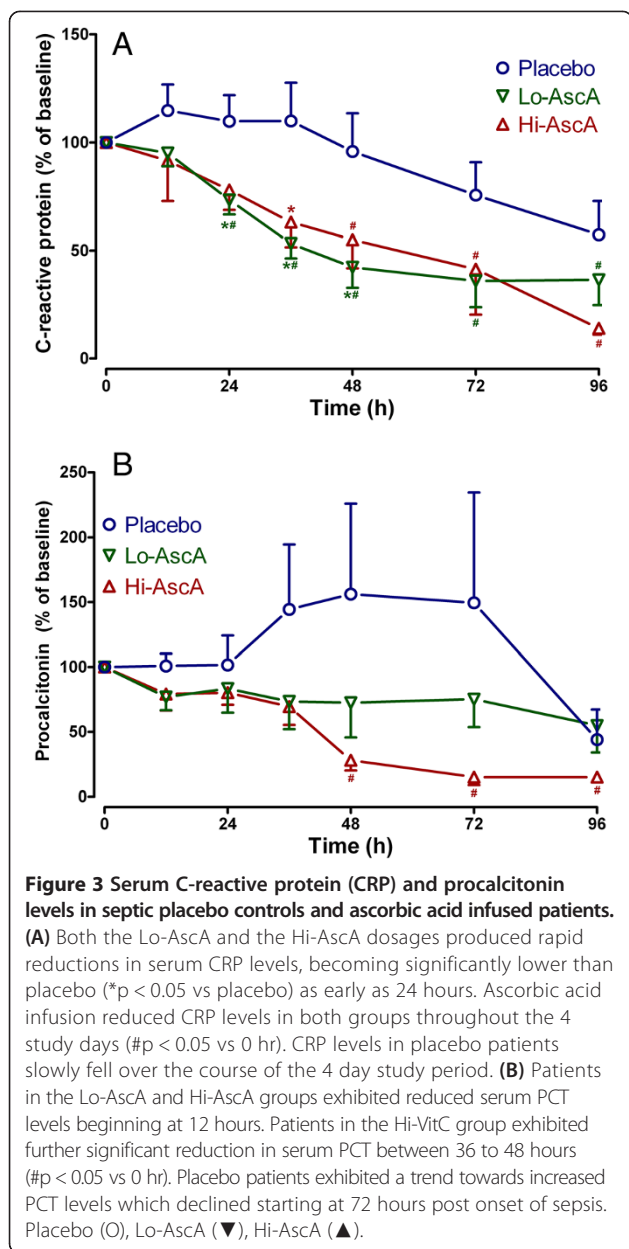 A
150
100
50
0
C-reactive protein (% of baseline)
Placebo
Lo-AscA
Hi-AscA
*#
*
*#
#
*#
#
#
#
#
0 24 48 72 96
Time (h)
B
250
200
150
100
50
0
Procalcitonin (% of baseline)
Placebo
Lo-AscA
Hi-AscA
#
#
#
0 24 48 72 96
Time (h)
Figure 3 Serum C-reactive protein (CRP) and procalcitonin
levels in septic placebo controls and ascorbic acid infused patients.
(A) Both the Lo-AscA and the Hi-AscA dosages produced rapid
reductions in serum CRP levels, becoming significantly lower than
placebo (*p < 0.05 vs placebo) as early as 24 hours. Ascorbic acid
infusion reduced CRP levels in both groups throughout the 4
study days (#p < 0.05 vs 0 hr). CRP levels in placebo patients
slowly fell over the course of the 4 day study period. (B) Patients
in the Lo-AscA and Hi-AscA groups exhibited reduced serum PCT
levels beginning at 12 hours. Patients in the Hi-VitC group exhibited
further significant reduction in serum PCT between 36 to 48 hours
(#p < 0.05 vs 0 hr). Placebo patients exhibited a trend towards increased
PCT levels which declined starting at 72 hours post onset of sepsis.
Placebo (O), Lo-AscA (▼), Hi-AscA (▲).